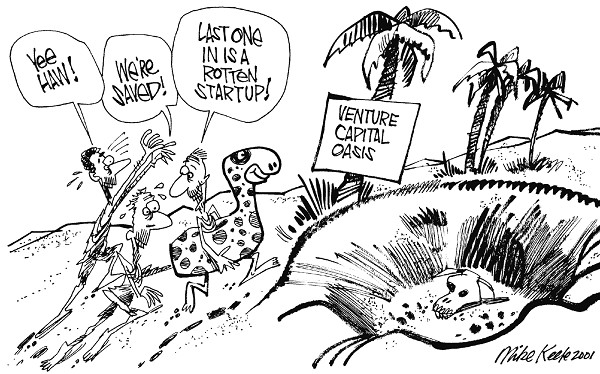 YEE
HAW!
WE'RE
SAVED!
LAST ONE
IN IS A
ROTTEN
STARTUP!
VENTURE
CAPITAL
OASIS
Mike Keefe 2001